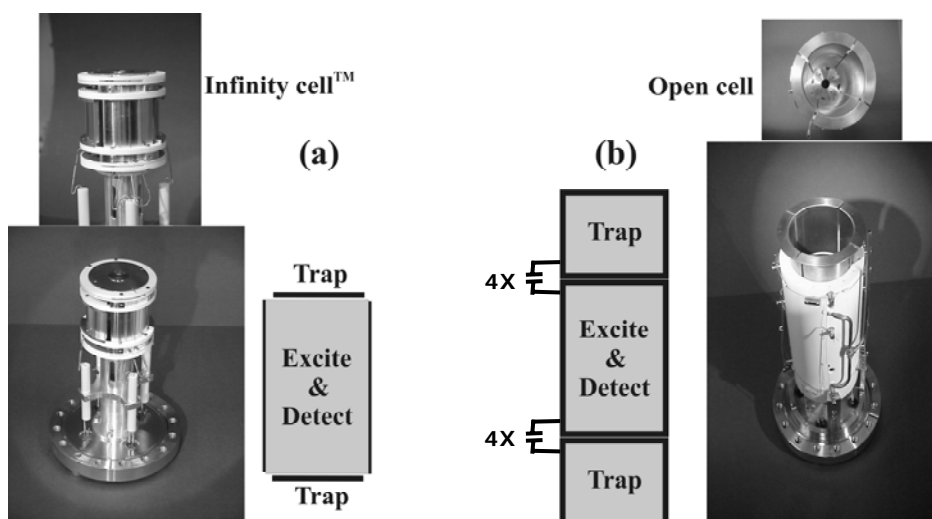 Infinity cell™
(a)
Trap
Excite
&
Detect
Trap
Open cell
(b)
Trap
4X
Excite
&
Detect
4X
Trap